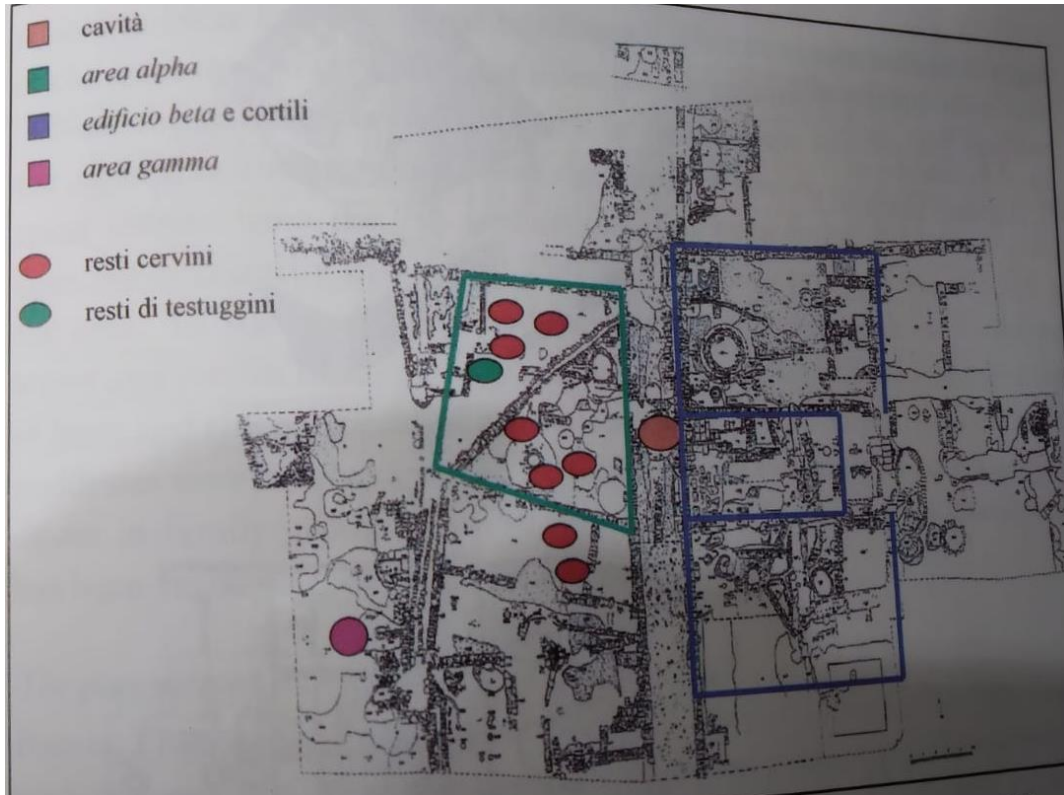 cavità
area alpha
edificio beta e cortili
area gamma
resti cervini
resti di testuggini